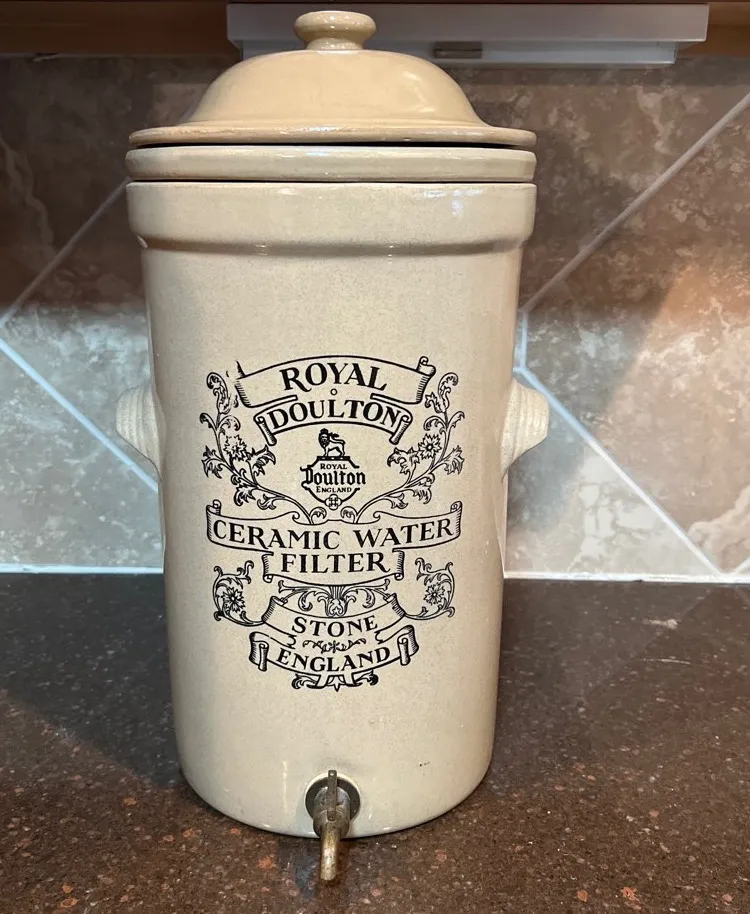 ROYAL
DOULTON
ROYAL
Doulton
ENGLAND
CERAMIC WATER
FILTER
STONE
ENGLAND